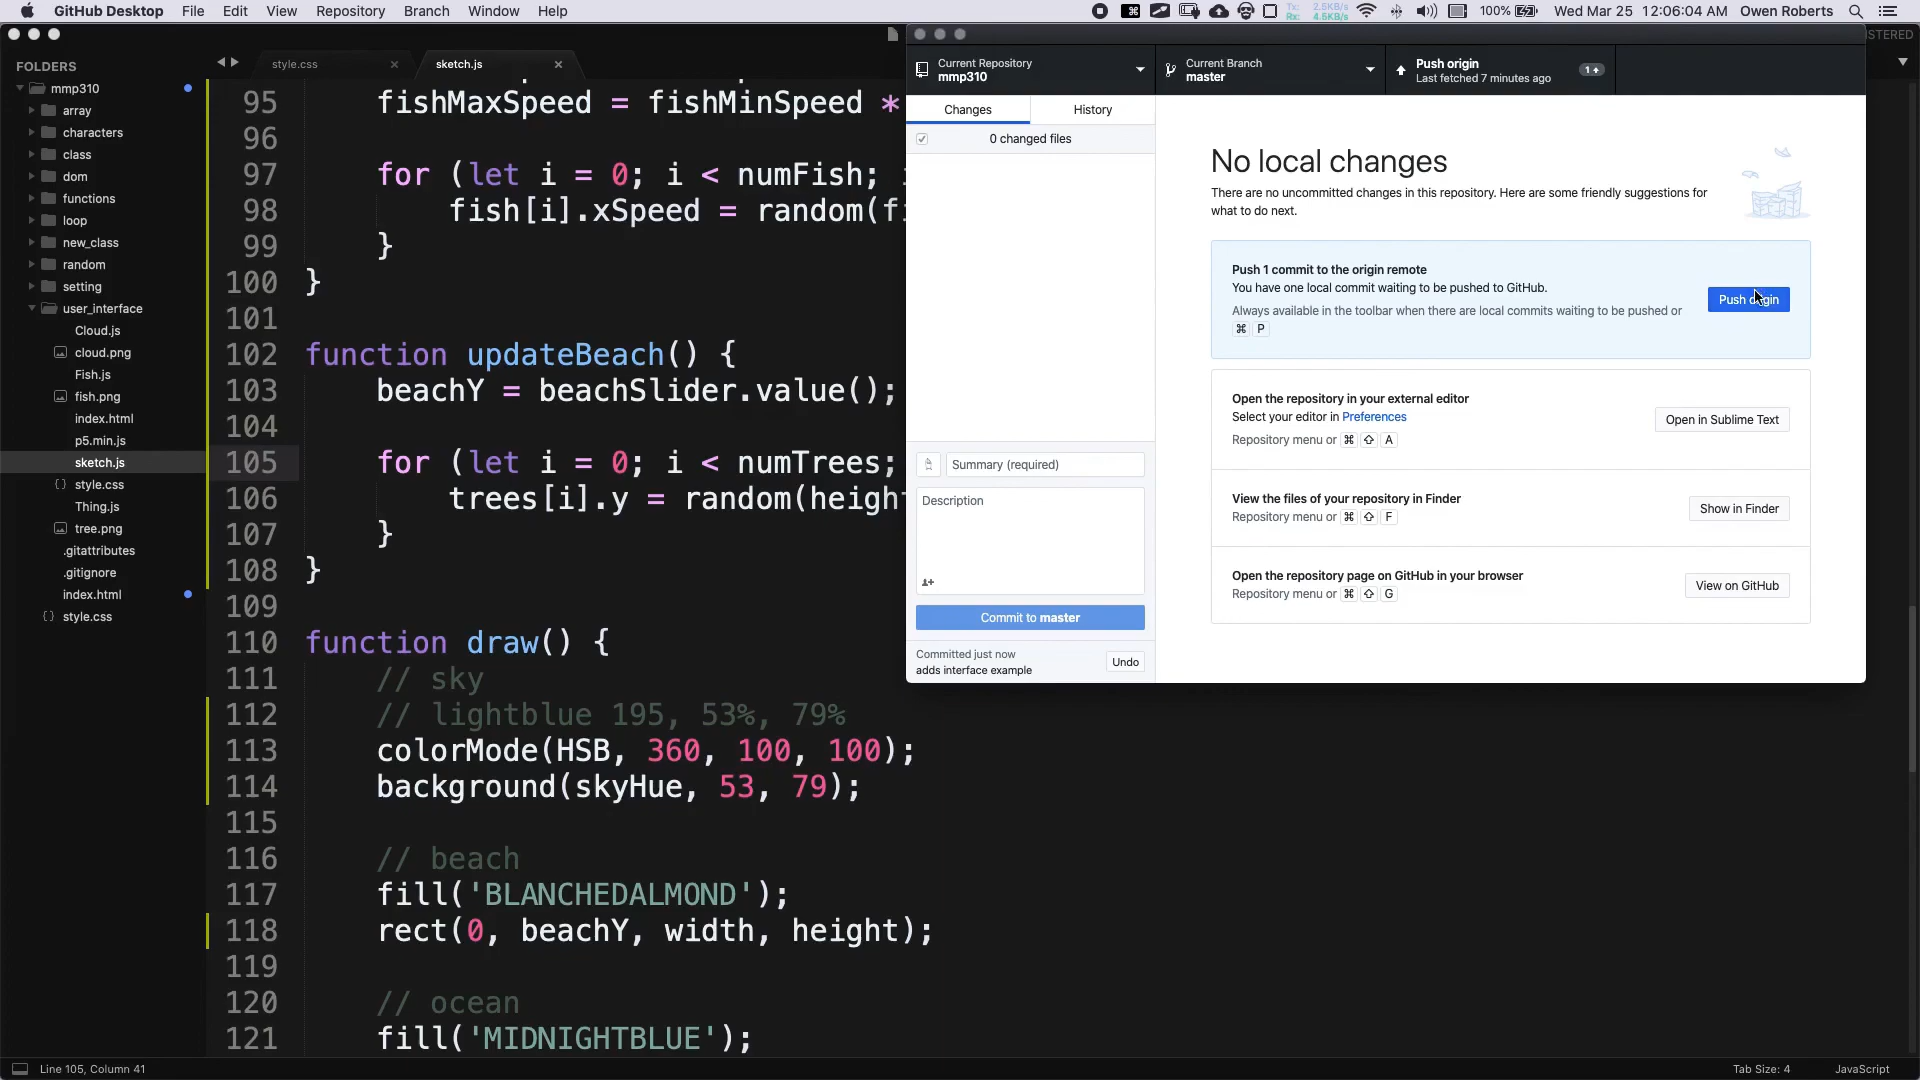 GitHub Desktop File Edit View Repository Branch Window Help
Tx: 2.5KB/s
Rx: 4.5KB/s
100% Wed Mar 25 12:06:04 AM Owen Roberts
FOLDERS
mmp310
array
characters
class
dom
functions
loop
new_class
random
setting
user_interface
Cloud.js
cloud.png
Fish.js
fish.png
index.html
p5.min.js
sketch.js
style.css
Thing.js
tree.png
.gitattributes
.gitignore
index.html
style.css
style.css
sketch.js
95 fishMaxSpeed = fishMinSpeed *
96
97 for (let i = 0; i < numFish;
98 fish[i].xSpeed = random(
99 }
100 }
101
102 function updateBeach() {
103 beachY = beachSlider.value();
104
105 for (let i = 0; i < numTrees;
106 trees[i].y = random(
107 }
108 }
109
110 function draw() {
111 // sky
112 // lightblue 195, 53%, 79%
113 colorMode(HSB, 360, 100, 100);
114 background(skyHue, 53, 79);
115
116 // beach
117 fill('BLANCHEDALMOND');
118 rect(0, beachY, width, height);
119
120 // ocean
121 fill('MIDNIGHTBLUE');
ISTERED
Current Repository
mmp310
Current Branch
master
Push origin
Last fetched 7 minutes ago
1
Changes
History
0 changed files
No local changes
There are no uncommitted changes in this repository. Here are some friendly suggestions for
what to do next.
Push 1 commit to the origin remote
You have one local commit waiting to be pushed to GitHub.
Always available in the toolbar when there are local commits waiting to be pushed or
⌘ P
Push
Open the repository in your external editor
Select your editor in Preferences
Repository menu or ⌘ ⇧ A
Open in Sublime Text
View the files of your repository in Finder
Repository menu or ⌘ ⇧ F
Show in Finder
Open the repository page on GitHub in your browser
Repository menu or ⌘ ⇧ G
View on GitHub
Summary (required)
Description
Commit to master
Committed just now
adds interface example
Undo
Line 105, Column 41
Tab Size: 4
JavaScript